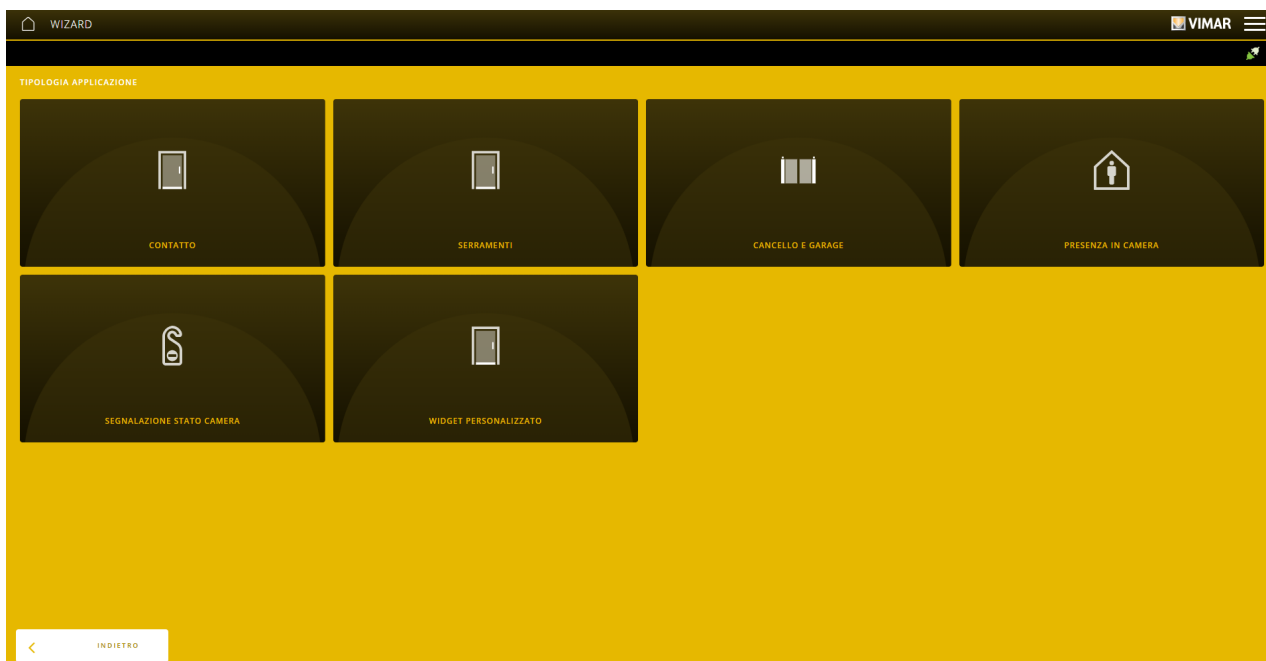 WIZARD
VIMAR
TIPOLOGIA APPLICAZIONE
CONTATTO
SERRAMENTI
CANCELLO E GARAGE
PRESENZA IN CAMERA
SEGNALAZIONE STATO CAMERA
WIDGET PERSONALIZZATO
INDIETRO